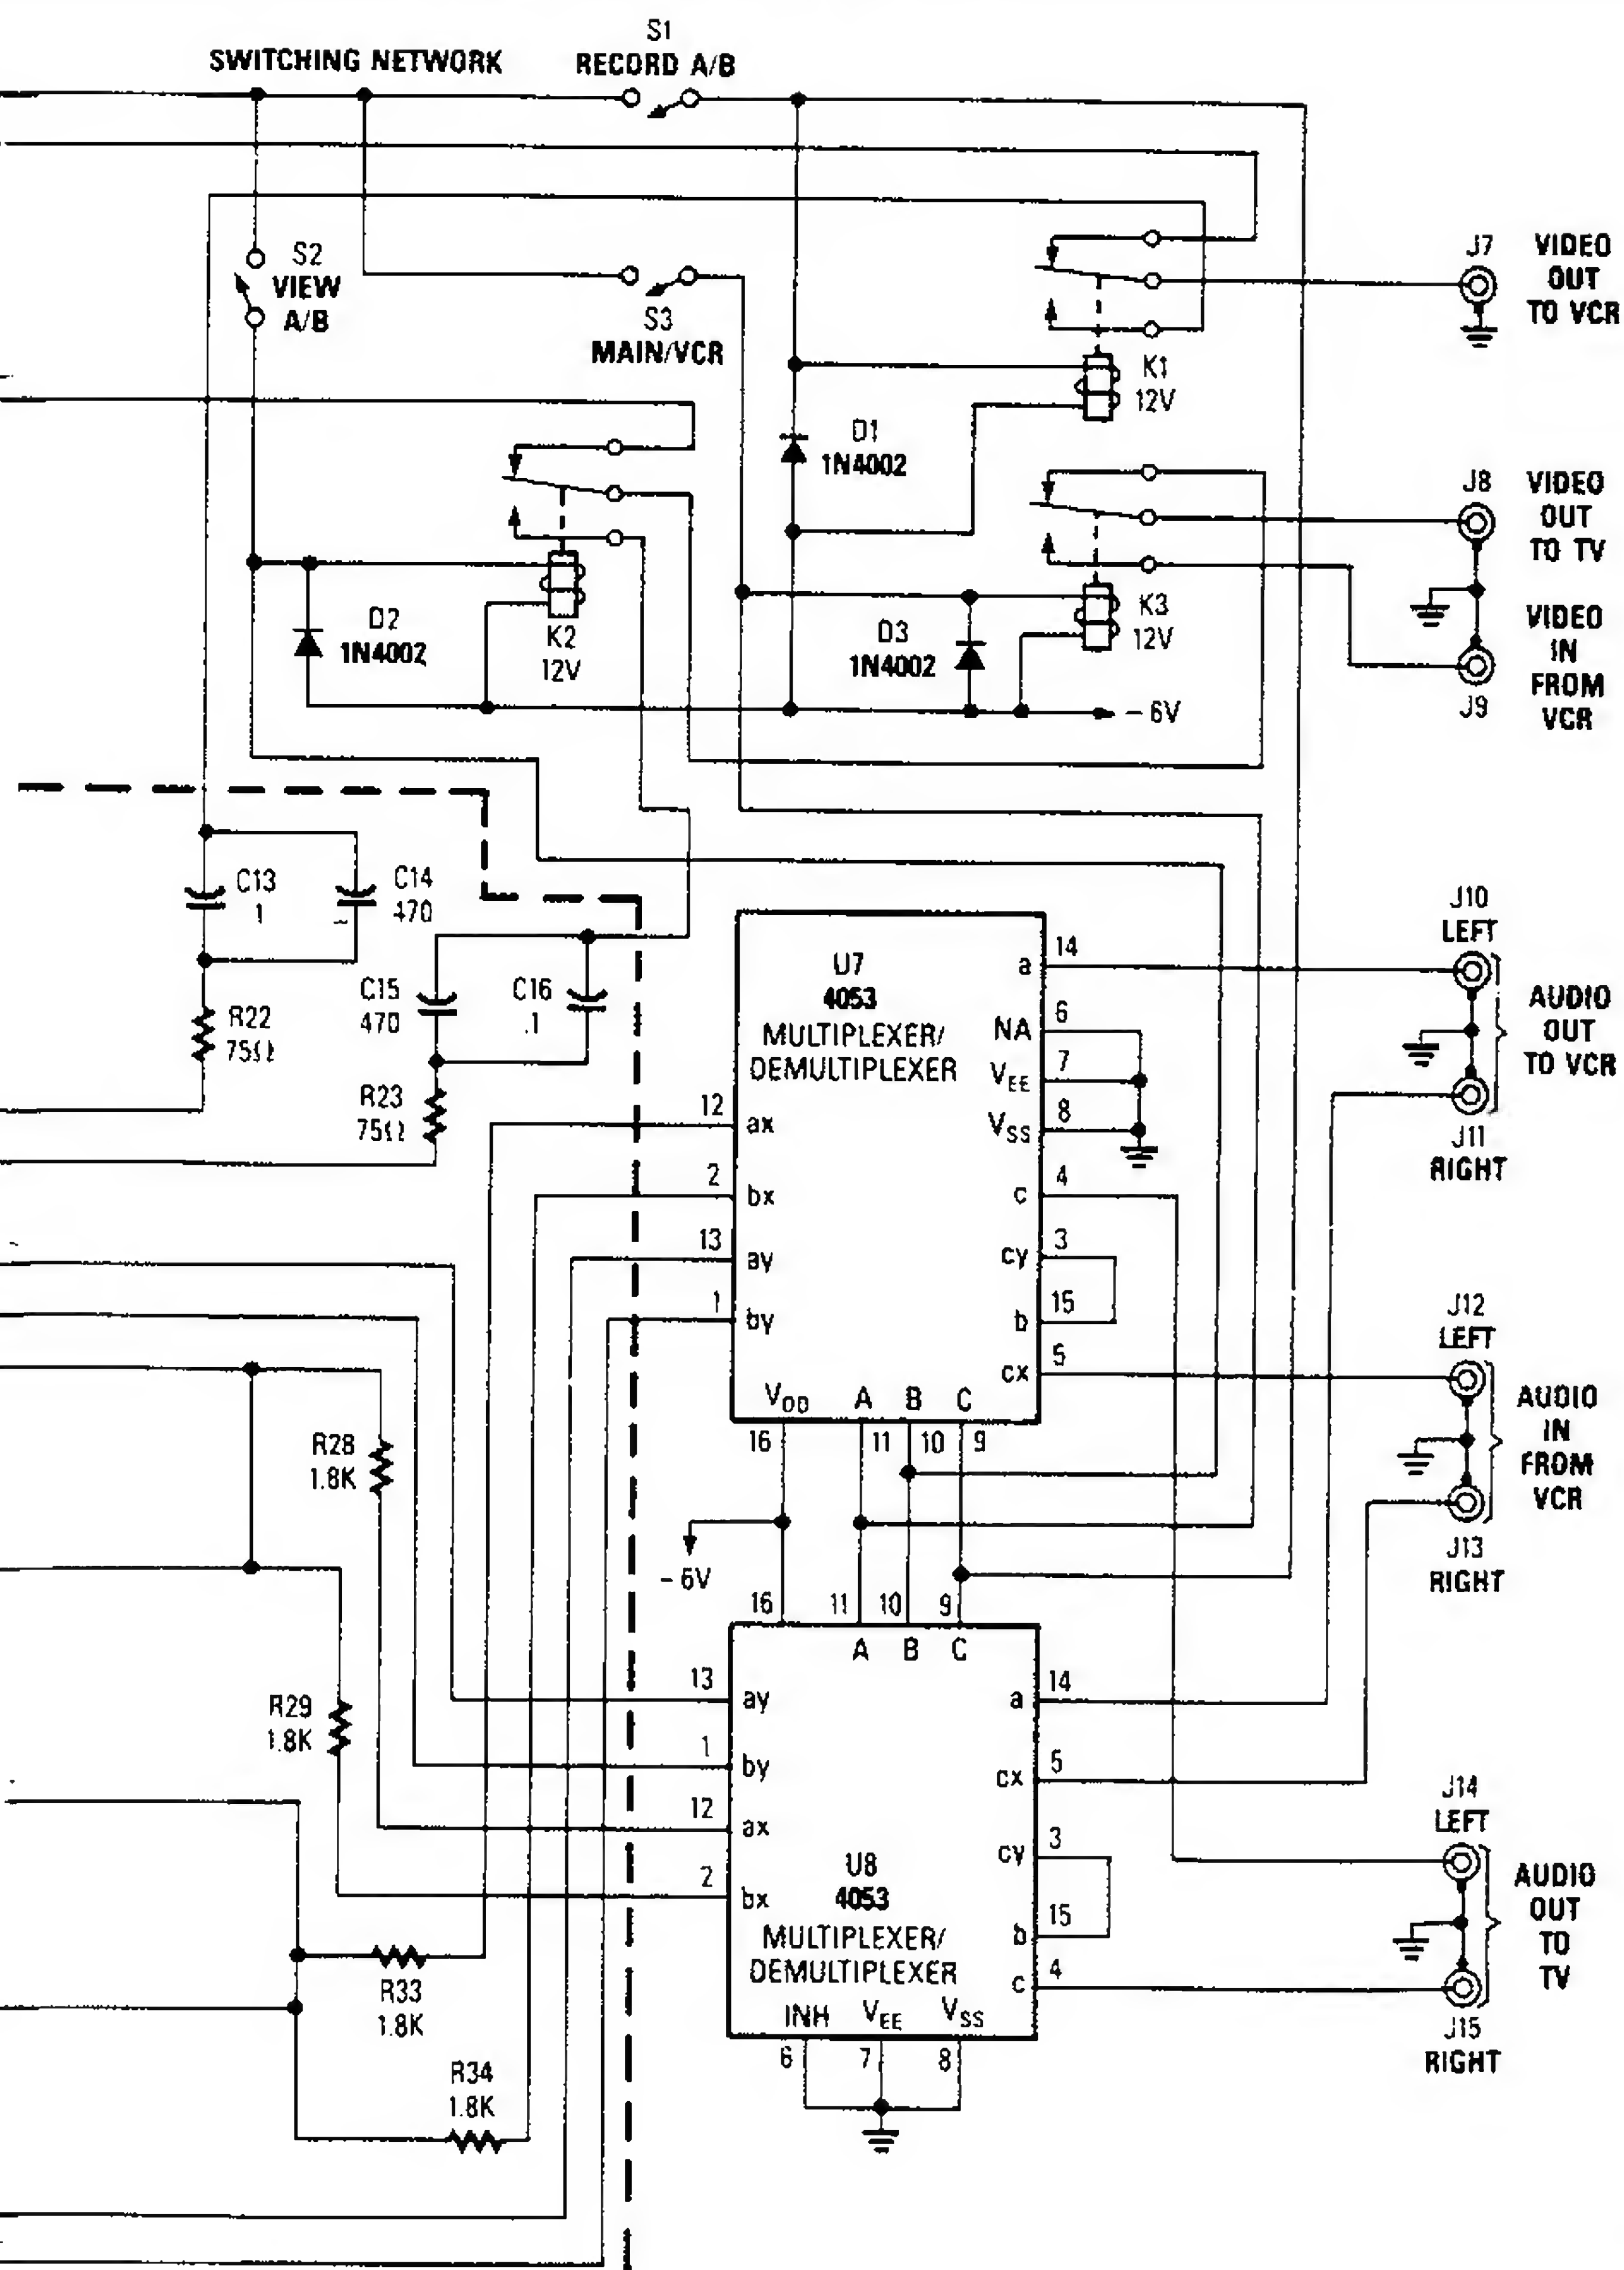 SWITCHING NETWORK
S1
RECORD A/B
S2
VIEW
A/B
S3
MAIN/VCR
J7
VIDEO
OUT
TO VCR
K1
12V
D1
1N4002
J8
VIDEO
OUT
TO TV
K2
12V
D2
1N4002
K3
12V
D3
1N4002
VIDEO
IN
FROM
VCR
J9
- 6V
C13
.1
C14
470
C15
470
C16
.1
R22
75Ω
R23
75Ω
U7
4053
MULTIPLEXER/
DEMULTIPLEXER
a 14
NA 6
VEE 7
VSS 8
12 ax
2 bx
13 ay
1 by
c 4
cy 3
b 15
cx 5
VDD A B C
16 11 10 9
J10
LEFT
AUDIO
OUT
TO VCR
J11
RIGHT
J12
LEFT
AUDIO
IN
FROM
VCR
J13
RIGHT
R28
1.8K
- 6V
16 11 10 9
A B C
R29
1.8K
13 ay
1 by
12 ax
2 bx
a 14
cx 5
cy 3
b 15
c 4
U8
4053
MULTIPLEXER/
DEMULTIPLEXER
INH VEE VSS
6 7 8
J14
LEFT
AUDIO
OUT
TO
TV
J15
RIGHT
R33
1.8K
R34
1.8K